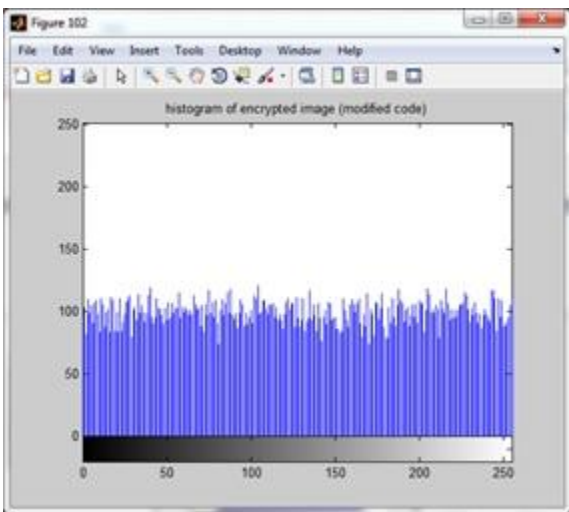 Figure 102
File Edit View Insert Tools Desktop Window Help
histogram of encrypted image (modified code)
250
200
150
100
50
0
0 50 100 150 200 250